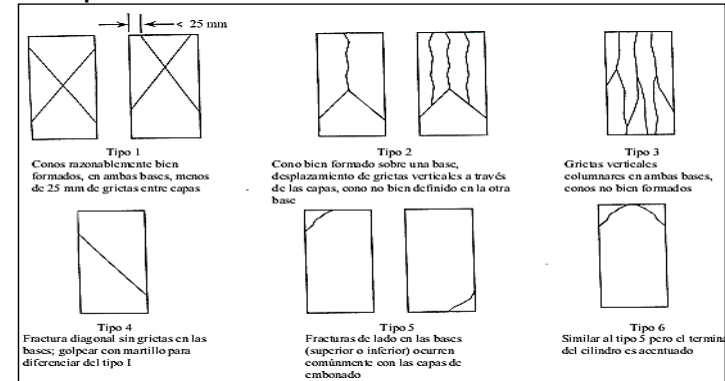 < 25 mm
Tipo 1
Conos razonablemente bien
formados, en ambas bases, menos
de 25 mm de grietas entre capas
Tipo 2
Cono bien formado sobre una base,
desplazamiento de grietas verticales a través
de las capas, cono no bien definido en la otra
base
Tipo 3
Grietas verticales
columnares en ambas bases,
conos no bien formados
Tipo 4
Fractura diagonal sin grietas en las
bases; golpear con martillo para
diferenciar del tipo I
Tipo 5
Fracturas de lado en las bases
(superior o inferior) ocurren
comúnmente con las capas de
embonado
Tipo 6
Similar al tipo 5 pero el termina
del cilindro es acentuado